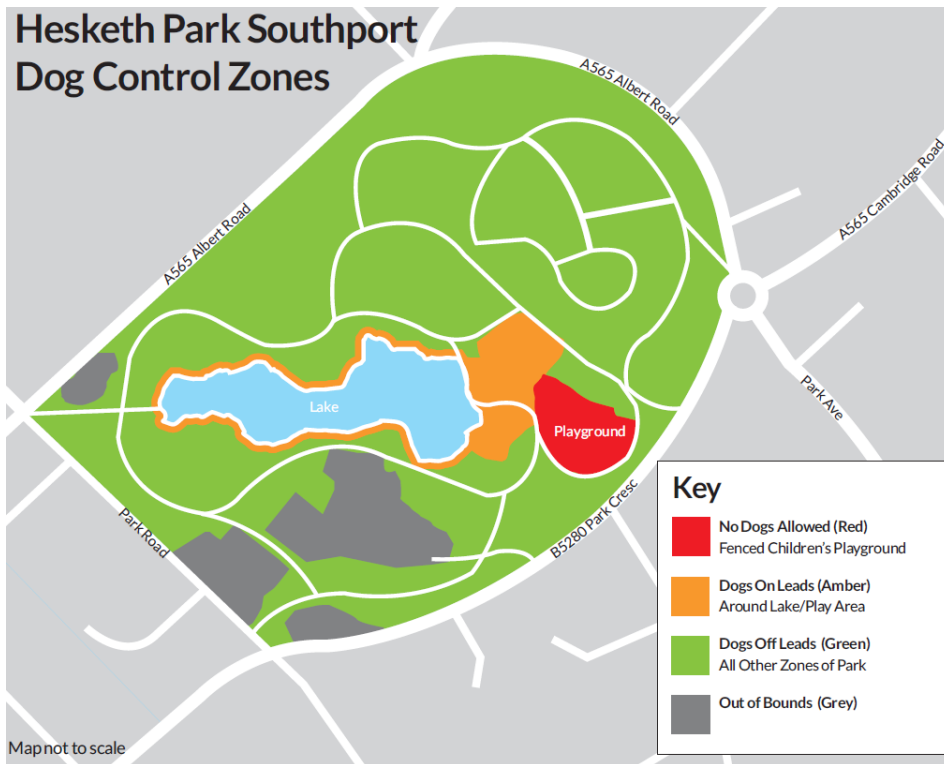 Hesketh Park Southport
Dog Control Zones
A565 Albert Road
A565 Albert Road
A565 Cambridge Road
Park Ave
Lake
Playground
Park Road
B5280 Park Cresc
Key
No Dogs Allowed (Red)
Fenced Children's Playground
Dogs On Leads (Amber)
Around Lake/Play Area
Dogs Off Leads (Green)
All Other Zones of Park
Out of Bounds (Grey)
Map not to scale